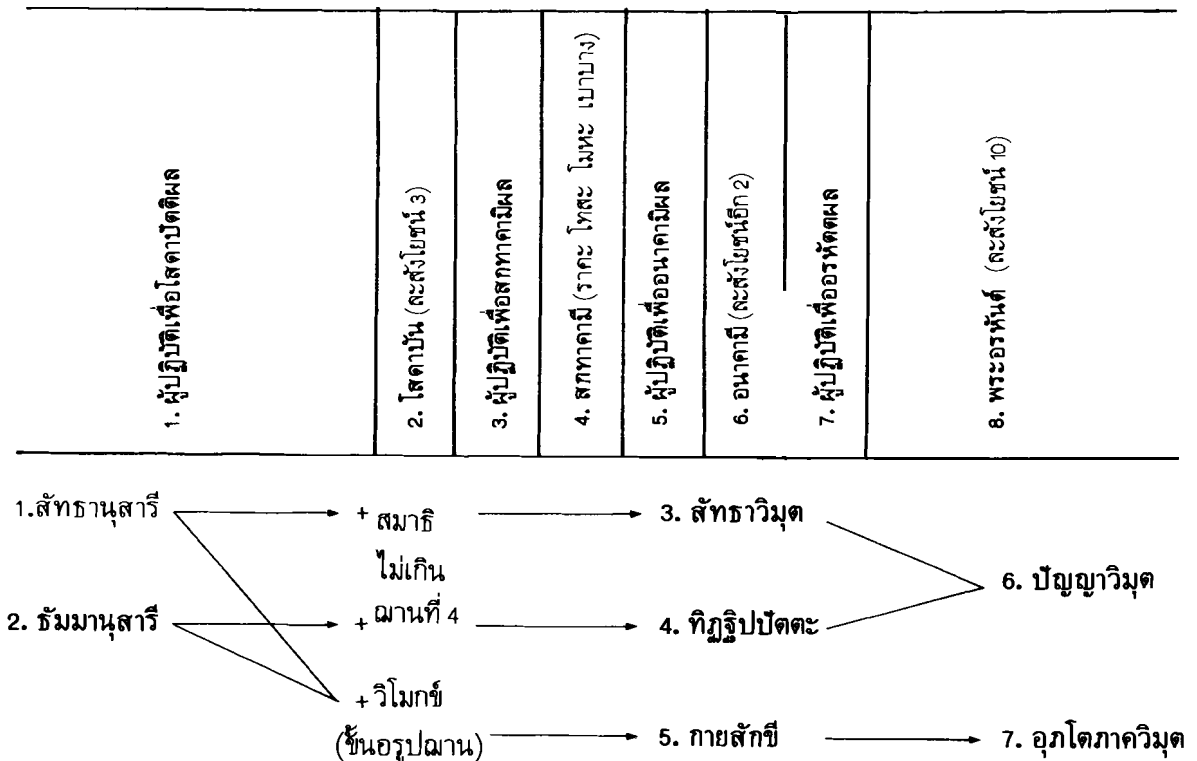 1. ผู้ปฏิบัติเพื่อโสดาปัตติผล
2. โสดาบัน (ละสังโยชน์ 3)
3. ผู้ปฏิบัติเพื่อสกทาคามิผล
4. สกทาคามี (ราคะ โทสะ โมหะ เบาบาง)
5. ผู้ปฏิบัติเพื่ออนาคามิผล
6. อนาคามี (ละสังโยชน์อีก 2)
7. ผู้ปฏิบัติเพื่ออรหัตตผล
8. พระอรหันต์ (ละสังโยชน์ 10)
1.สัทธานุสารี
+ สมาธิ
ไม่เกิน
+ ฌานที่ 4
3. สัทธาวิมุต
6. ปัญญาวิมุต
2. ธัมมานุสารี
4. ทิฏฐิปปัตตะ
+ วิโมกข์
(ขั้นอรูปฌาน)
5. กายสักขี
7. อุภโตภาควิมุต